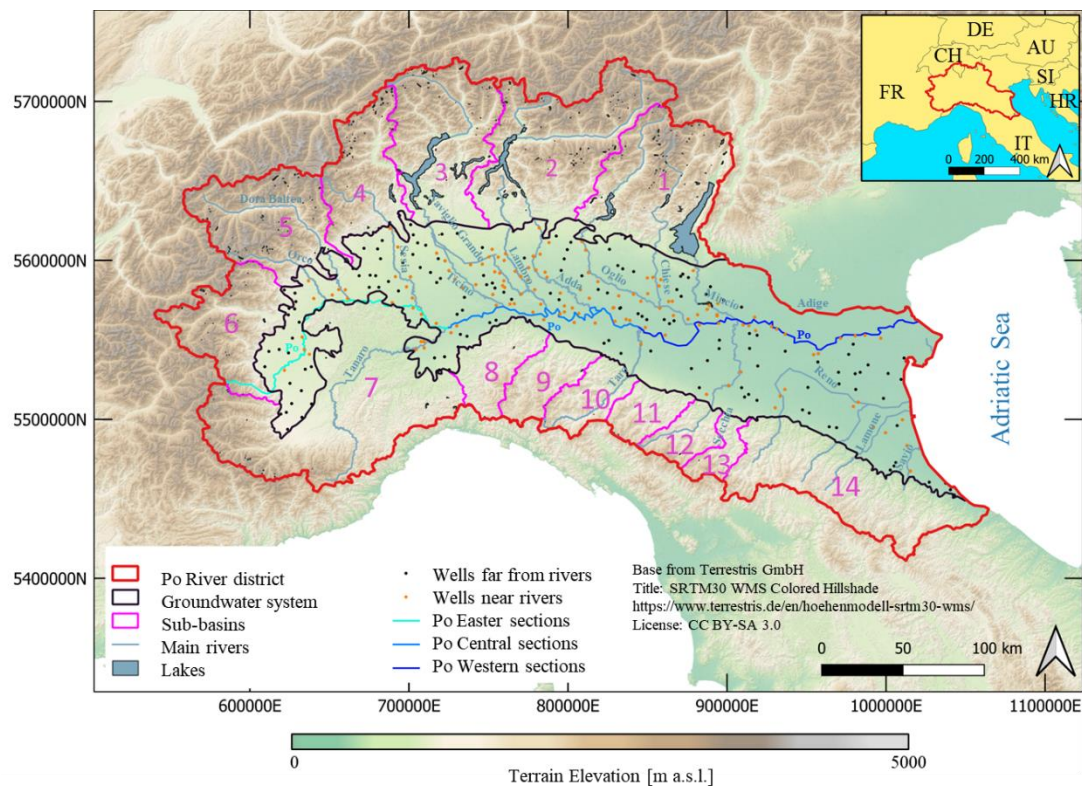 DE
CH
AU
SI
HR
FR
IT
0 200 400 km
5700000N
5600000N
5500000N
5400000N
1
2
3
4
5
6
7
8
9
10
11
12
13
14
Dora Baltea
Orco
Sesia
Naviglio Grande
Ticino
Lambro
Adda
Oglio
Chiese
Mincio
Adige
Po
Po
Po
Tanaro
Taro
Secchia
Reno
Lamone
Savio
Adriatic Sea
Po River district
Groundwater system
Sub-basins
Main rivers
Lakes
Wells far from rivers
Wells near rivers
Po Easter sections
Po Central sections
Po Western sections
Base from Terrestris GmbH
Title: SRTM30 WMS Colored Hillshade
https://www.terrestris.de/en/hoehenmodell-srtm30-wms/
License: CC BY-SA 3.0
0 50 100 km
600000E 700000E 800000E 900000E 1000000E 1100000E
0 5000
Terrain Elevation [m a.s.l.]